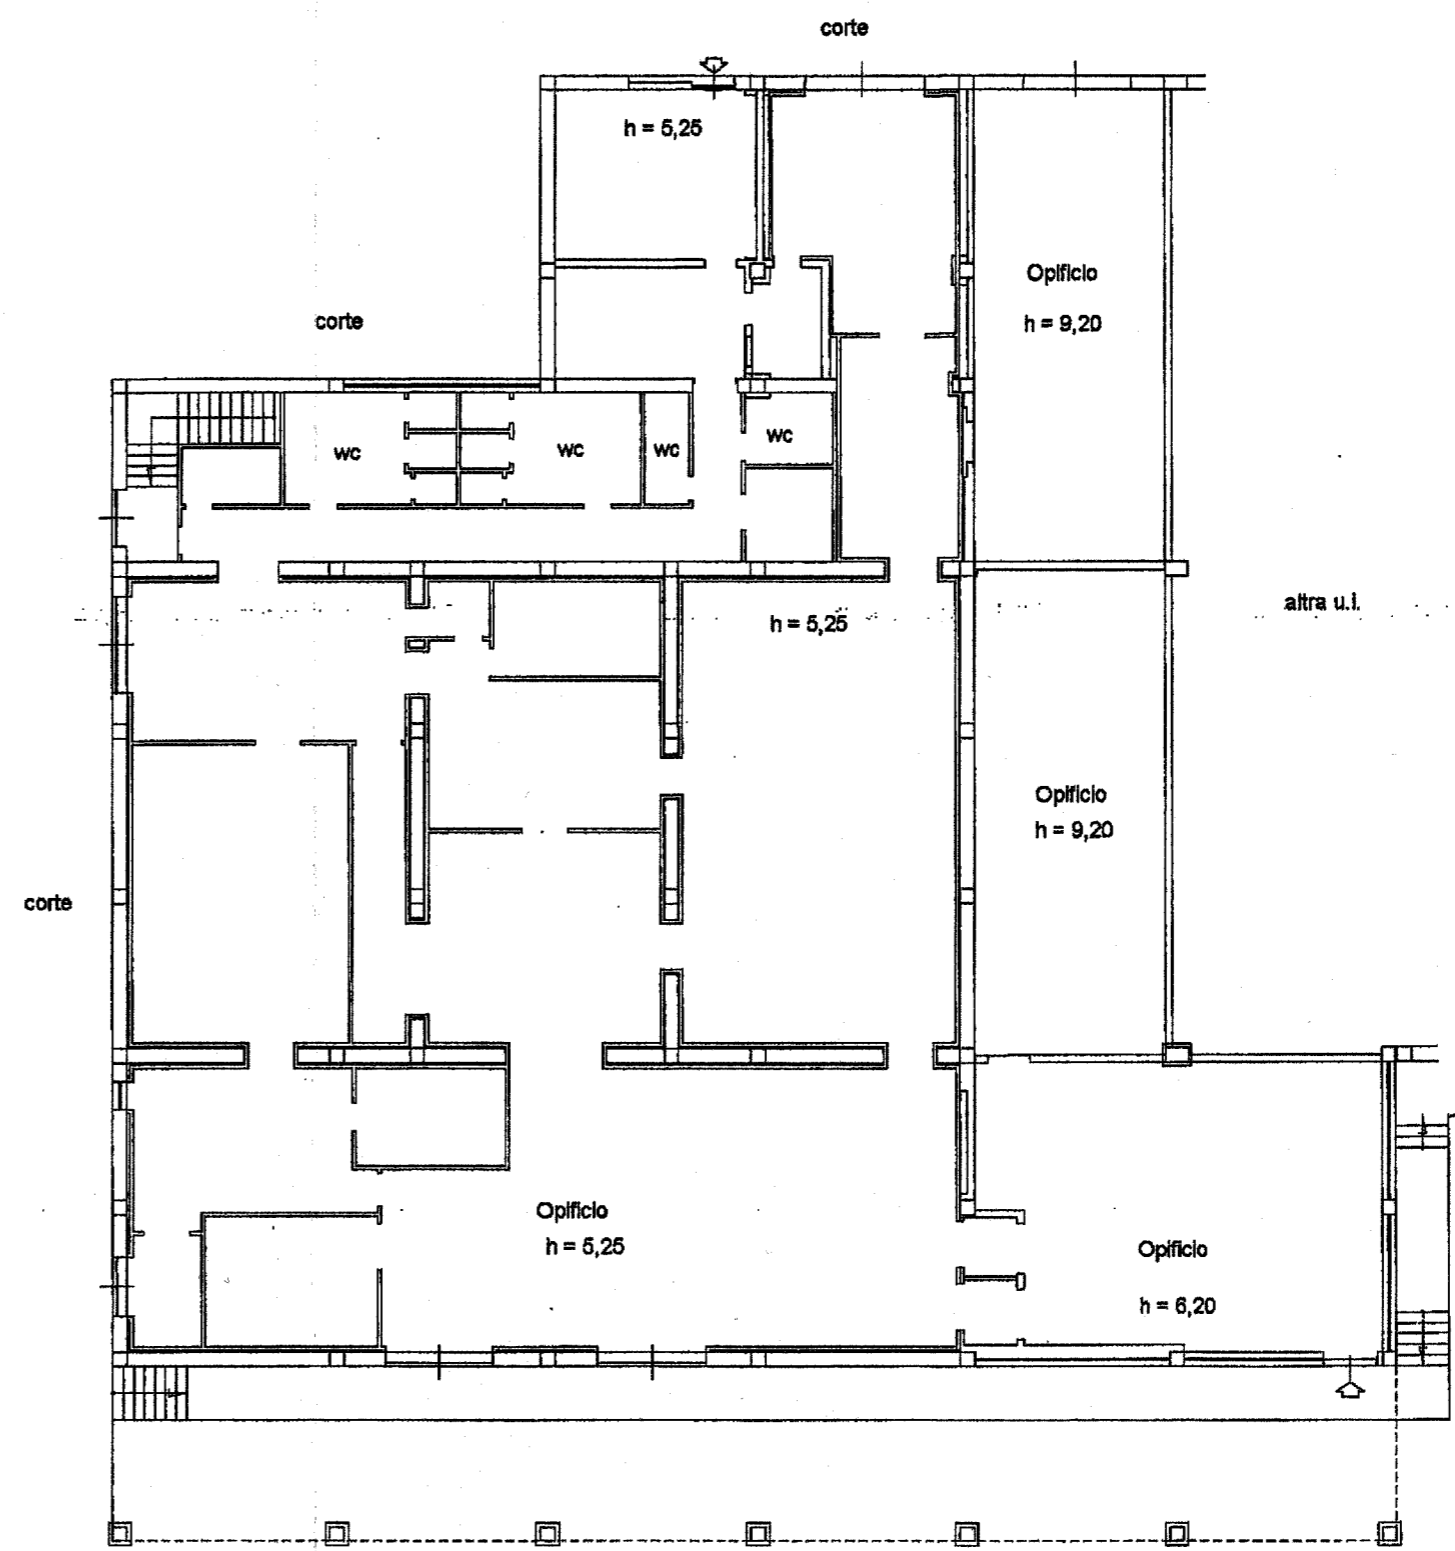 corte
h = 5,25
Opificio
h = 9,20
corte
wc
wc
wc
wc
altra u.i.
h = 5,25
Opificio
h = 9,20
corte
Opificio
h = 5,25
Opificio
h = 6,20